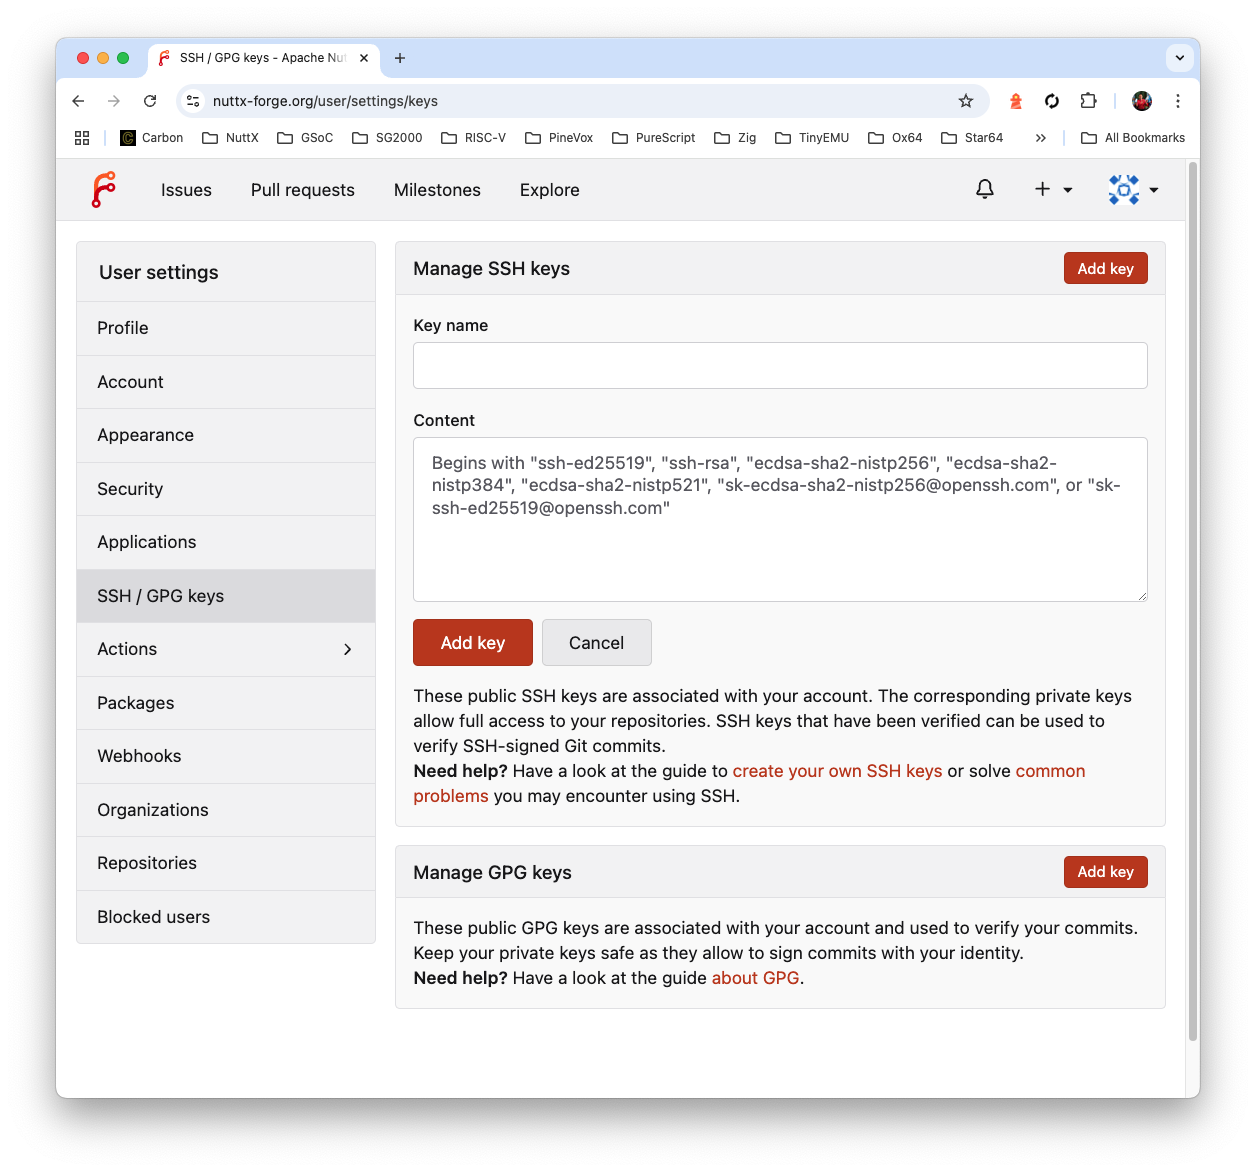 SSH / GPG keys - Apache Nut
nuttx-forge.org/user/settings/keys
Carbon NuttX GSoC SG2000 RISC-V PineVox PureScript Zig TinyEMU Ox64 Star64 » All Bookmarks
Issues Pull requests Milestones Explore
User settings
Profile
Account
Appearance
Security
Applications
SSH / GPG keys
Actions
Packages
Webhooks
Organizations
Repositories
Blocked users
Manage SSH keys Add key
Key name
Content
Begins with "ssh-ed25519", "ssh-rsa", "ecdsa-sha2-nistp256", "ecdsa-sha2-
nistp384", "ecdsa-sha2-nistp521", "sk-ecdsa-sha2-nistp256@openssh.com", or "sk-
ssh-ed25519@openssh.com"
Add key Cancel
These public SSH keys are associated with your account. The corresponding private keys
allow full access to your repositories. SSH keys that have been verified can be used to
verify SSH-signed Git commits.
Need help? Have a look at the guide to create your own SSH keys or solve common
problems you may encounter using SSH.
Manage GPG keys Add key
These public GPG keys are associated with your account and used to verify your commits.
Keep your private keys safe as they allow to sign commits with your identity.
Need help? Have a look at the guide about GPG.